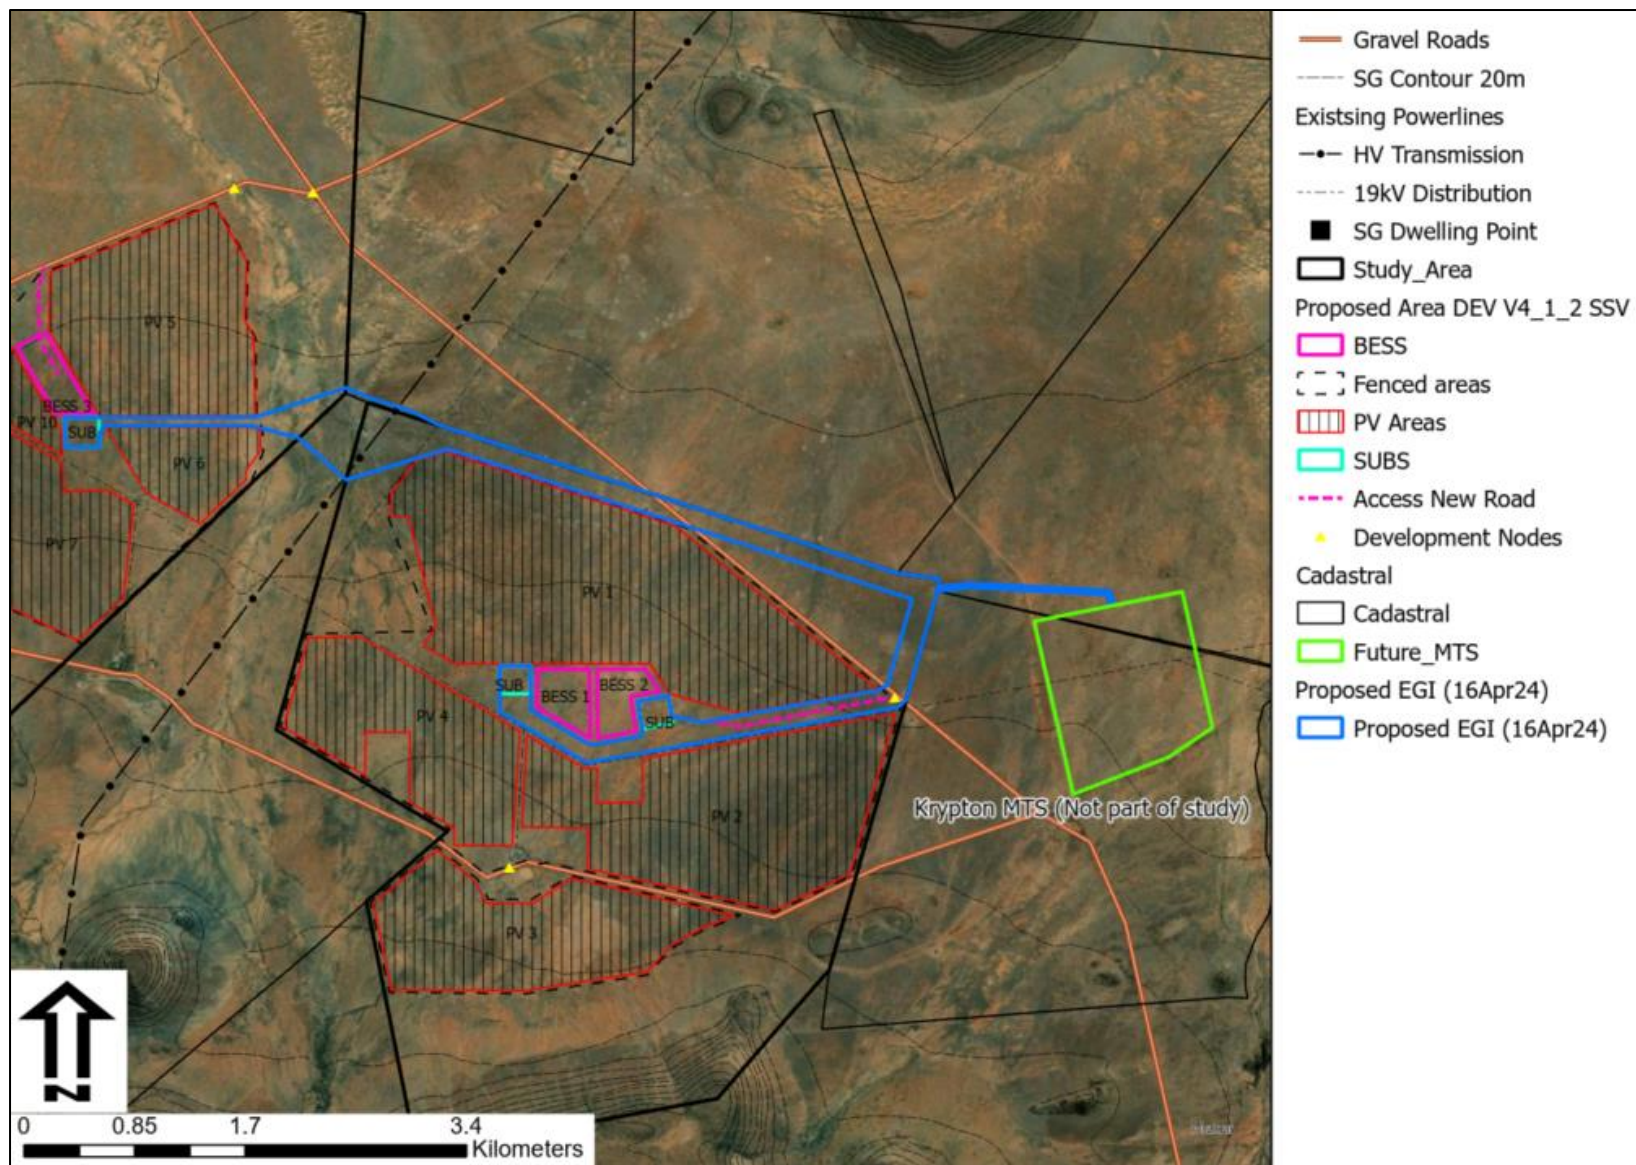 Gravel Roads
SG Contour 20m
Existsing Powerlines
HV Transmission
19kV Distribution
SG Dwelling Point
Study_Area
Proposed Area DEV V4_1_2 SSV
BESS
Fenced areas
PV Areas
SUBS
Access New Road
Development Nodes
Cadastral
Cadastral
Future_MTS
Proposed EGI (16Apr24)
Proposed EGI (16Apr24)
PV 5
BESS 3
PV 10
SUB
PV 6
PV 7
PV 1
SUB
BESS 1
BESS 2
SUB
PV 4
PV 2
Krypton MTS (Not part of study)
PV 3
N
0 0.85 1.7 3.4
Kilometers